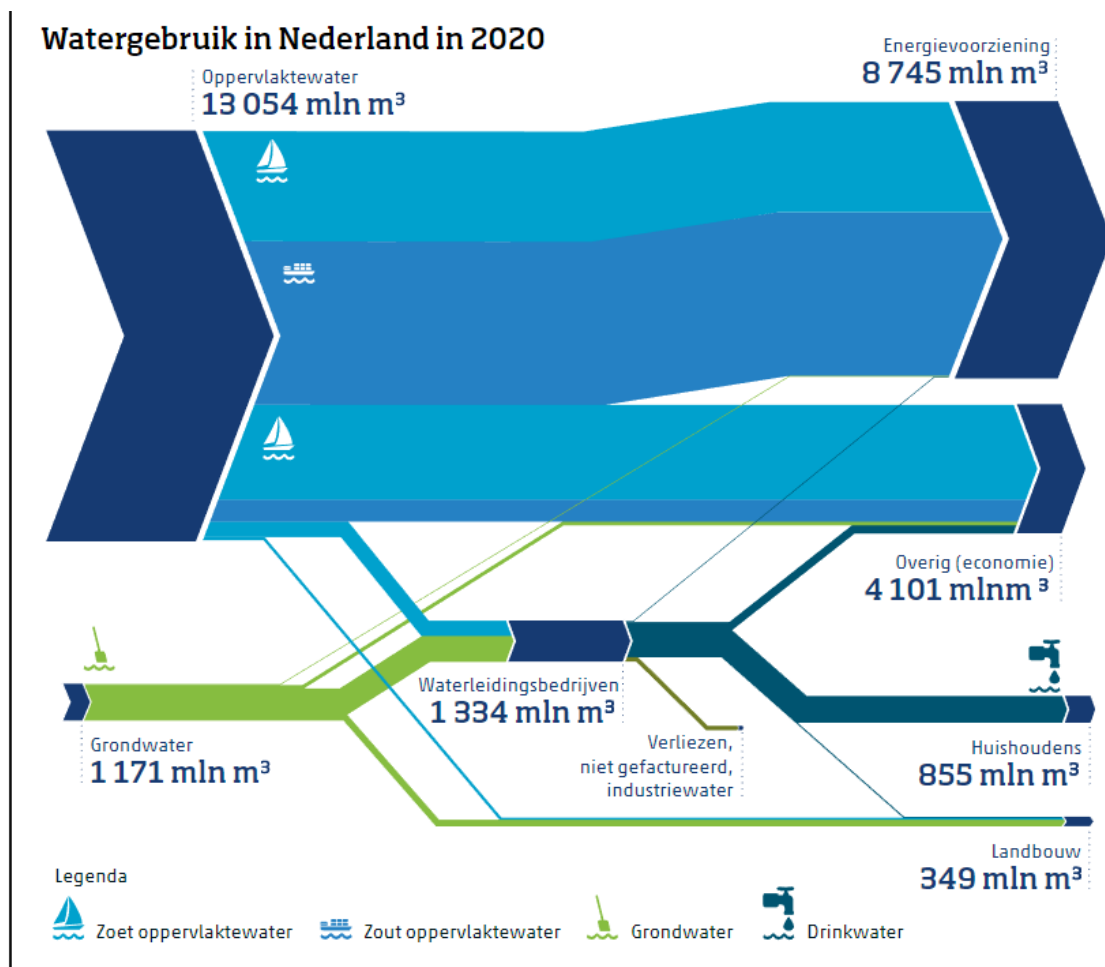 Watergebruik in Nederland in 2020
Oppervlaktewater
13 054 mln m³
Energievoorziening
8 745 mln m³
Overig (economie)
4 101 mlnm ³
Waterleidingsbedrijven
1 334 mln m³
Grondwater
1 171 mln m³
Verliezen,
niet gefactureerd,
industriewater
Huishoudens
855 mln m³
Landbouw
349 mln m³
Legenda
Zoet oppervlaktewater
Zout oppervlaktewater
Grondwater
Drinkwater